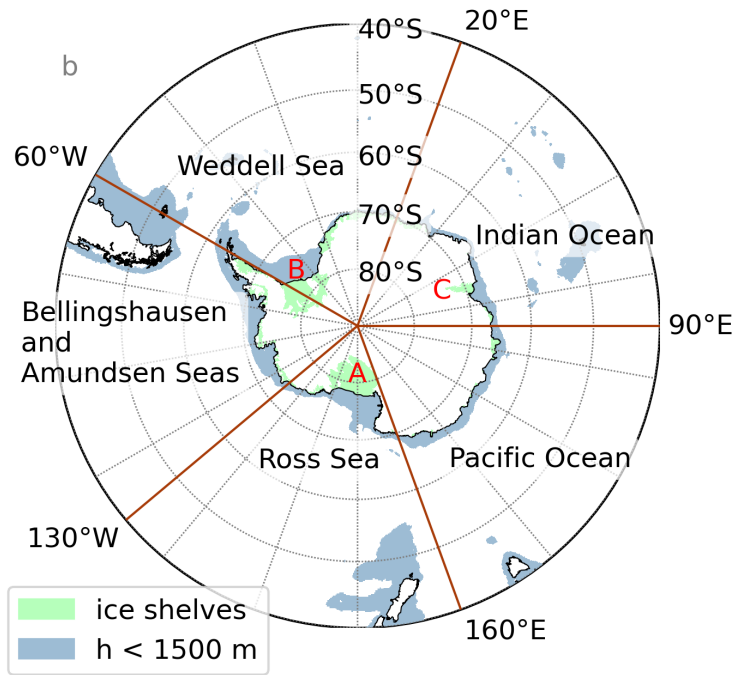 20°E
40°S
b
50°S
60°W
60°S
Weddell Sea
70°S
Indian Ocean
B
80°S
C
Bellingshausen
and
Amundsen Seas
90°E
A
Ross Sea
Pacific Ocean
130°W
160°E
ice shelves
h < 1500 m